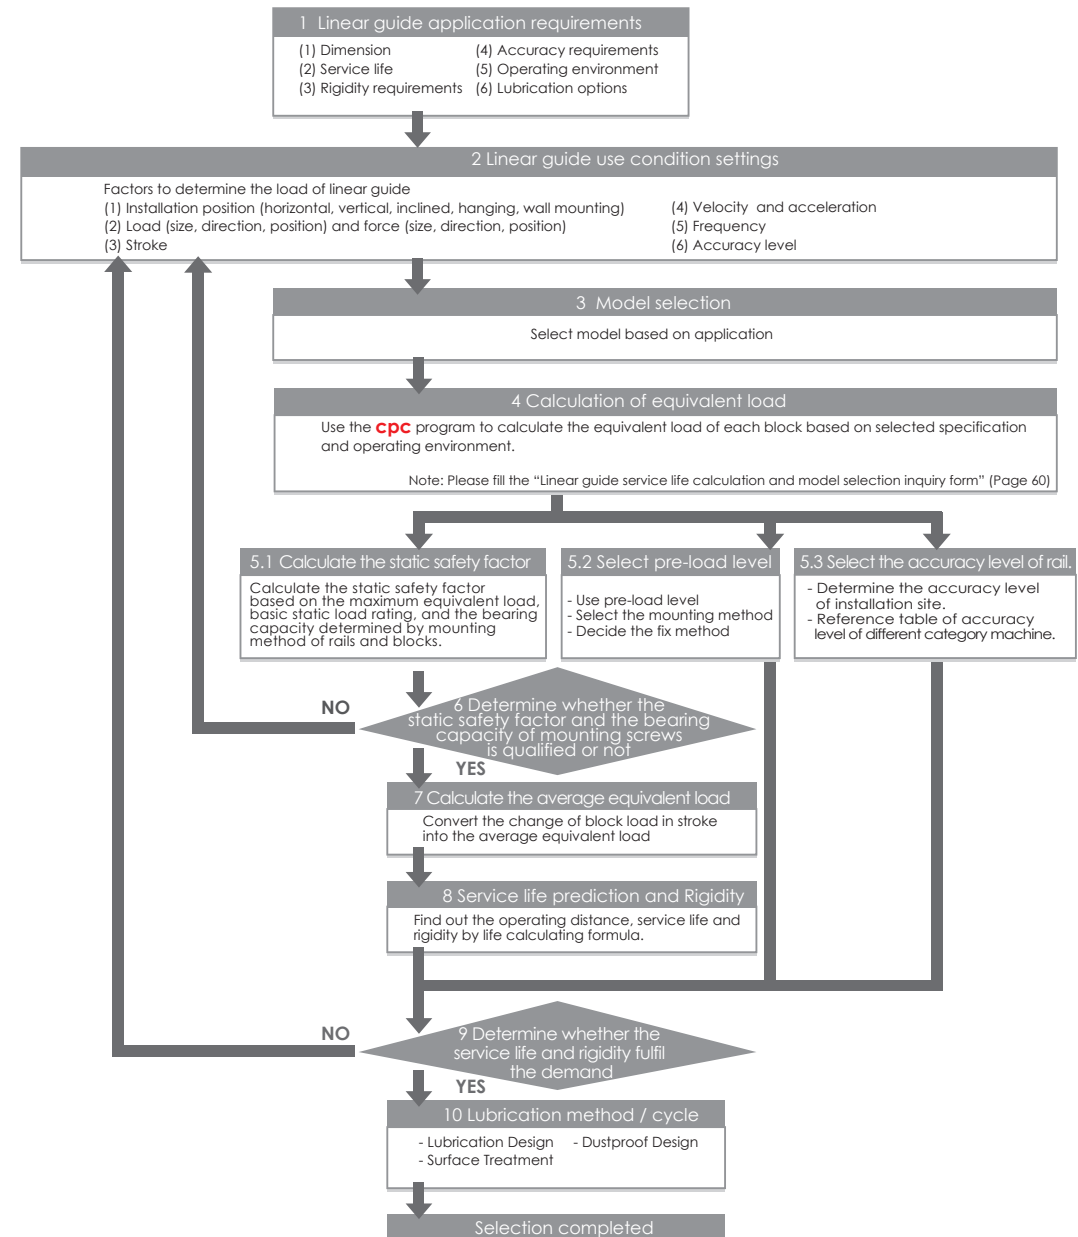 1 Linear guide application requirements
(1) Dimension
(2) Service life
(3) Rigidity requirements
(4) Accuracy requirements
(5) Operating environment
(6) Lubrication options
2 Linear guide use condition settings
Factors to determine the load of linear guide
(1) Installation position (horizontal, vertical, inclined, hanging, wall mounting)
(2) Load (size, direction, position) and force (size, direction, position)
(3) Stroke
(4) Velocity and acceleration
(5) Frequency
(6) Accuracy level
3 Model selection
Select model based on application
4 Calculation of equivalent load
Use the cpc program to calculate the equivalent load of each block based on selected specification
and operating environment.
Note: Please fill the “Linear guide service life calculation and model selection inquiry form” (Page 60)
5.1 Calculate the static safety factor
Calculate the static safety factor
based on the maximum equivalent load,
basic static load rating, and the bearing
capacity determined by mounting
method of rails and blocks.
5.2 Select pre-load level
- Use pre-load level
- Select the mounting method
- Decide the fix method
5.3 Select the accuracy level of rail.
- Determine the accuracy level
of installation site.
- Reference table of accuracy
level of different category machine.
NO
6 Determine whether the
static safety factor and the bearing
capacity of mounting screws
is qualified or not
YES
7 Calculate the average equivalent load
Convert the change of block load in stroke
into the average equivalent load
8 Service life prediction and Rigidity
Find out the operating distance, service life and
rigidity by life calculating formula.
NO
9 Determine whether the
service life and rigidity fulfil
the demand
YES
10 Lubrication method / cycle
- Lubrication Design - Dustproof Design
- Surface Treatment
Selection completed